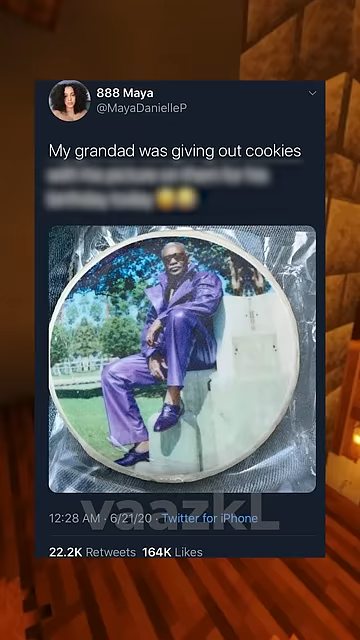 888 Maya
@MayaDanielleP
My grandad was giving out cookies
vaazkL
12:28 AM · 6/21/20 · Twitter for iPhone
22.2K Retweets 164K Likes